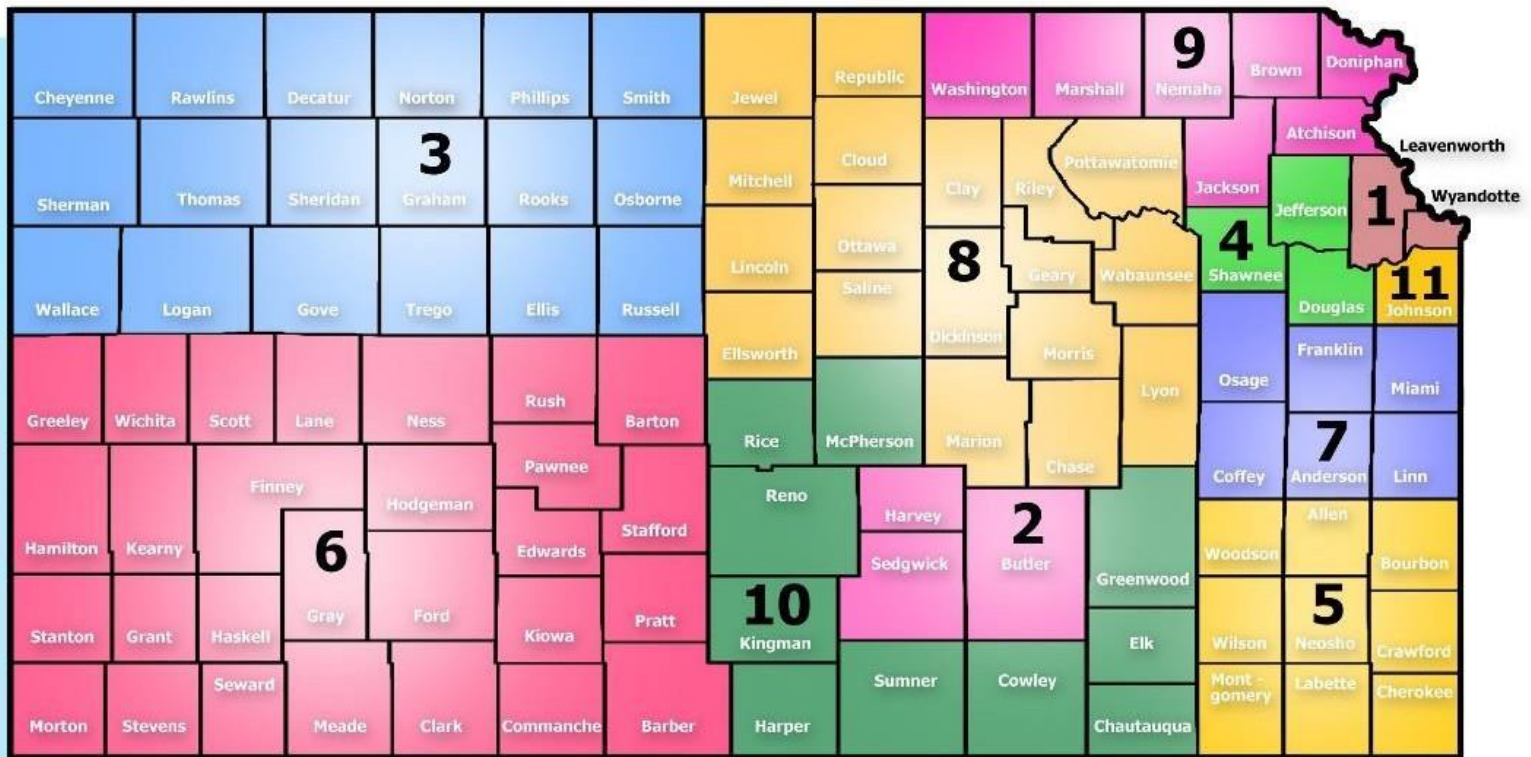 Cheyenne
Rawlins
Decatur
Norton
Phillips
Smith
Jewel
Republic
Washington
Marshall
9
Nemaha
Brown
Doniphan
Atchison
Leavenworth
Sherman
Thomas
Sheridan
3
Graham
Rooks
Osborne
Mitchell
Cloud
Clay
Riley
Pottawatomie
Jackson
Jefferson
1
Wyandotte
Wallace
Logan
Gove
Trego
Ellis
Russell
Lincoln
Ottawa
Saline
8
Dickinson
Geary
Wabaunsee
4
Shawnee
Douglas
11
Johnson
Ellsworth
Morris
Lyon
Osage
Franklin
Miami
Greeley
Wichita
Scott
Lane
Ness
Rush
Barton
Rice
McPherson
Marion
Chase
Coffey
7
Anderson
Linn
Pawnee
Finney
Hodgeman
Reno
Harvey
Hamilton
Kearny
6
Gray
Edwards
Stafford
Sedgwick
2
Butler
Greenwood
Woodson
Allen
Bourbon
Stanton
Grant
Haskell
Ford
Kiowa
Pratt
10
Kingman
Elk
Wilson
5
Neosho
Crawford
Morton
Stevens
Seward
Meade
Clark
Commanche
Barber
Harper
Sumner
Cowley
Chautauqua
Mont -
gomery
Labette
Cherokee